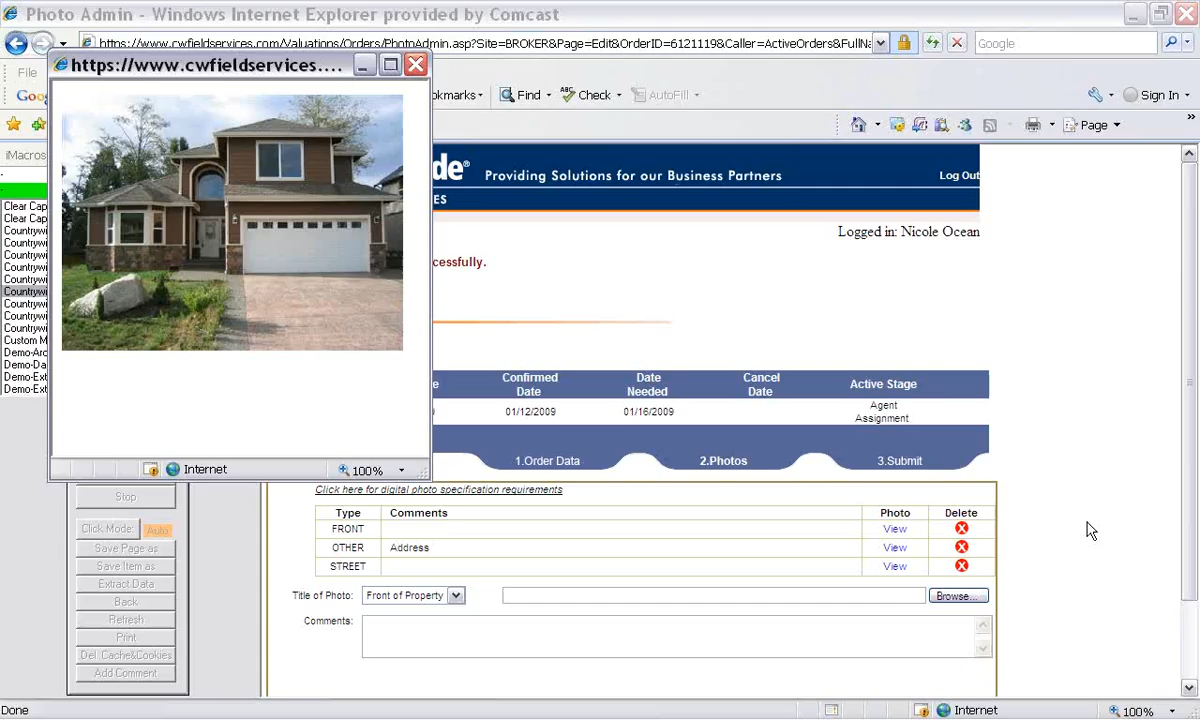 Photo Admin - Windows Internet Explorer provided by Comcast
https://www.cwfieldservices.com/Valuations/Orders/PhotoAdmin.asp?Site=BROKER&Page=Edit&OrderID=6121119&Caller=ActiveOrders&FullNa
Google
https://www.cwfieldservices....
File
Goo
okmarks
Find
Check
AutoFill
Sign In
Page
iMacros
Clear Cap
Clear Cap
Countrywi
Countrywi
Countrywi
Countrywi
Countrywi
Countrywi
Countrywi
Countrywi
Countrywi
Custom M
Demo-Arc
Demo-Da
Demo-Ext
Demo-Ext
de®
Providing Solutions for our Business Partners
Log Out
ES
Logged in: Nicole Ocean
cessfully.
e
Confirmed Date
Date Needed
Cancel Date
Active Stage
01/12/2009
01/16/2009
Agent Assignment
1.Order Data
2.Photos
3.Submit
Internet
100%
Click here for digital photo specification requirements
Type
Comments
Photo
Delete
FRONT
View
OTHER
Address
View
STREET
View
Title of Photo:
Front of Property
Browse...
Comments:
Stop
Click Mode:
Auto
Save Page as
Save Item as
Extract Data
Back
Refresh
Print
Del. Cache&Cookies
Add Comment
Done
Internet
100%